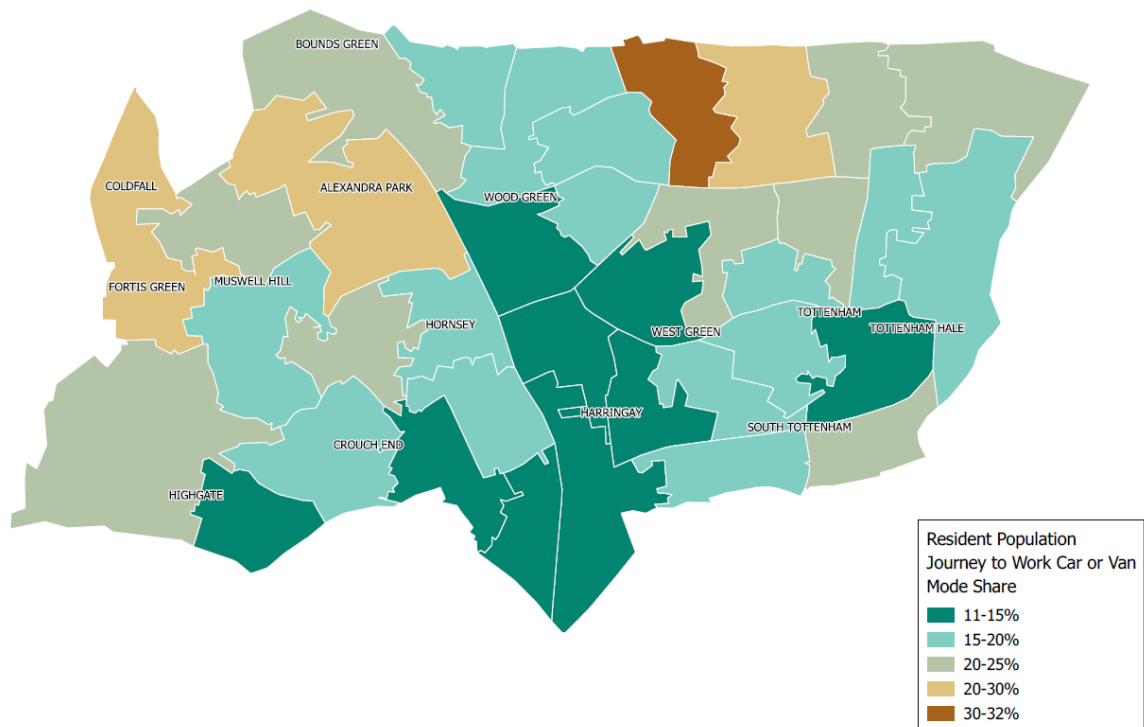 BOUNDS GREEN
COLDFALL
ALEXANDRA PARK
WOOD GREEN
FORTIS GREEN
MUSWELL HILL
HORNSEY
WEST GREEN
TOTTENHAM
TOTTENHAM HALE
HARRINGAY
SOUTH TOTTENHAM
CROUCH END
HIGHGATE
Resident Population
Journey to Work Car or Van
Mode Share
11-15%
15-20%
20-25%
20-30%
30-32%